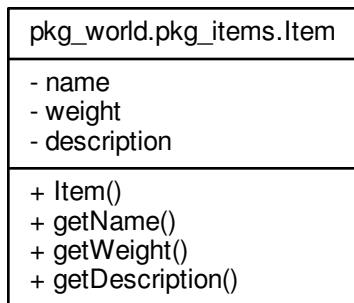 pkg_world.pkg_items.Item
- name
- weight
- description
+ Item()
+ getName()
+ getWeight()
+ getDescription()